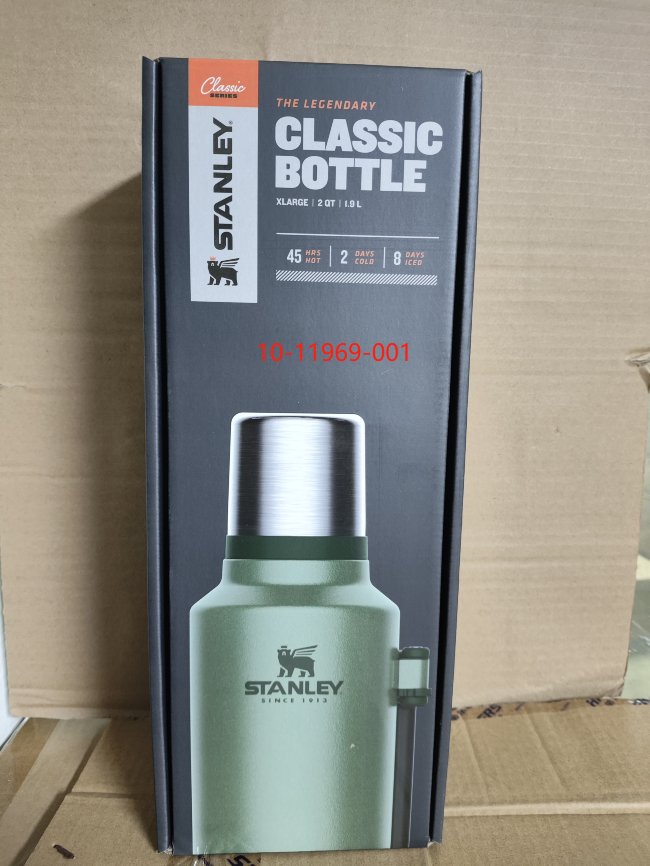 Classic
SERIES
STANLEY®
THE LEGENDARY
CLASSIC
BOTTLE
XLARGE | 2 QT | 1.9 L
45 HRS HOT | 2 DAYS COLD | 8 DAYS ICED
10-11969-001
STANLEY
SINCE 1913